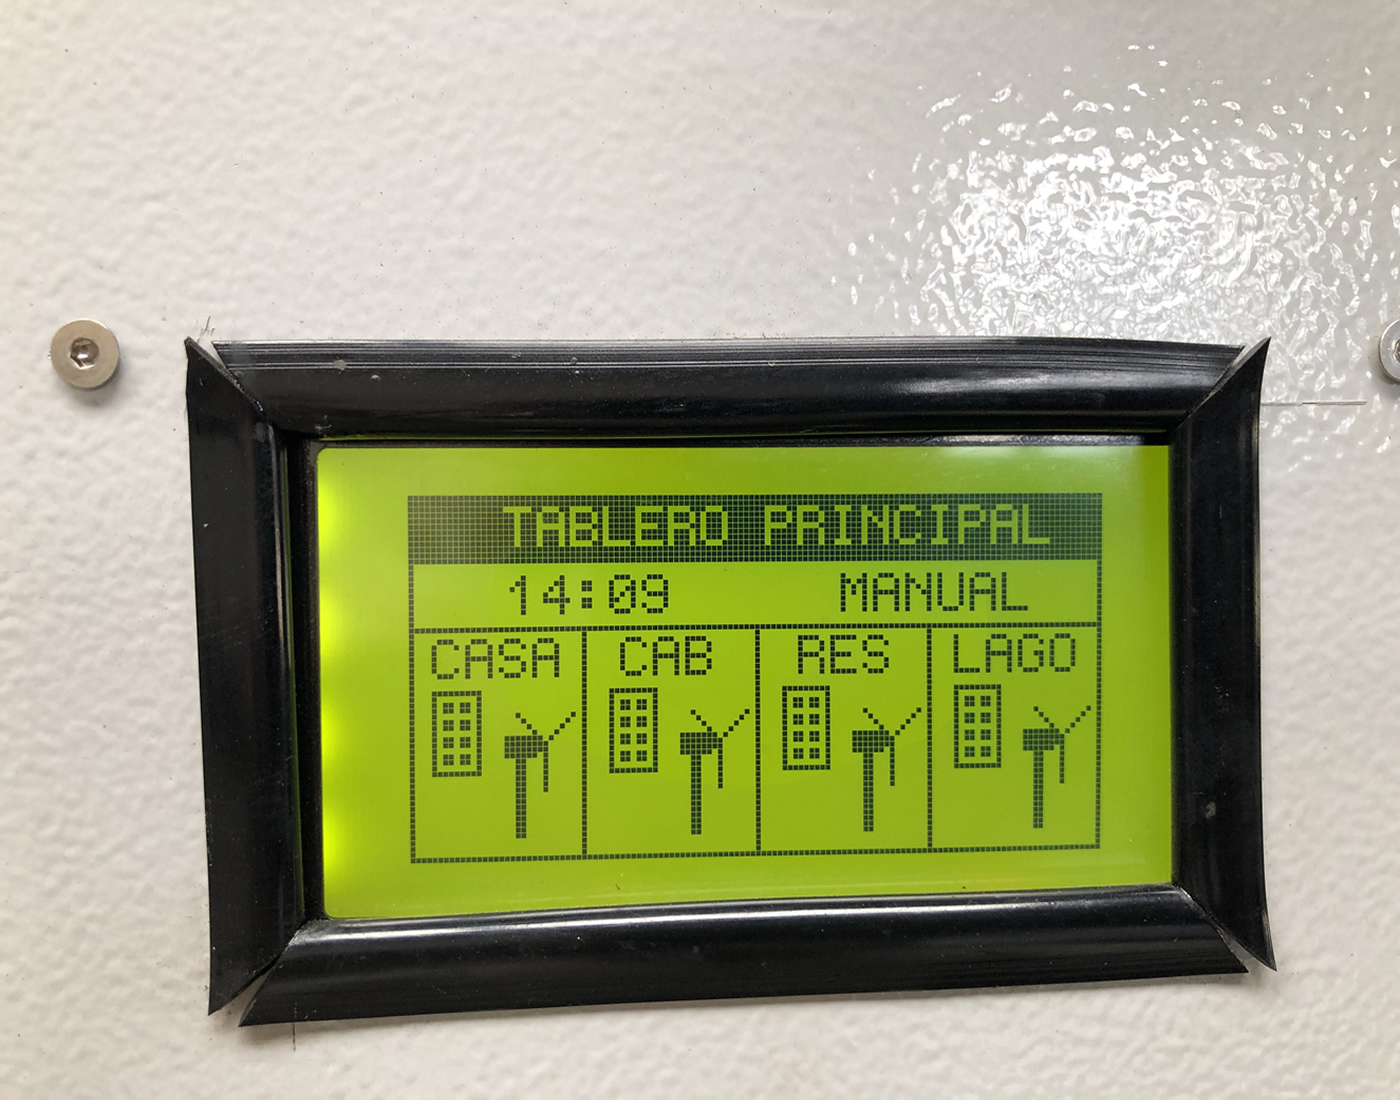 TABLERO PRINCIPAL
14:09 MANUAL
CASA CAB RES LAGO